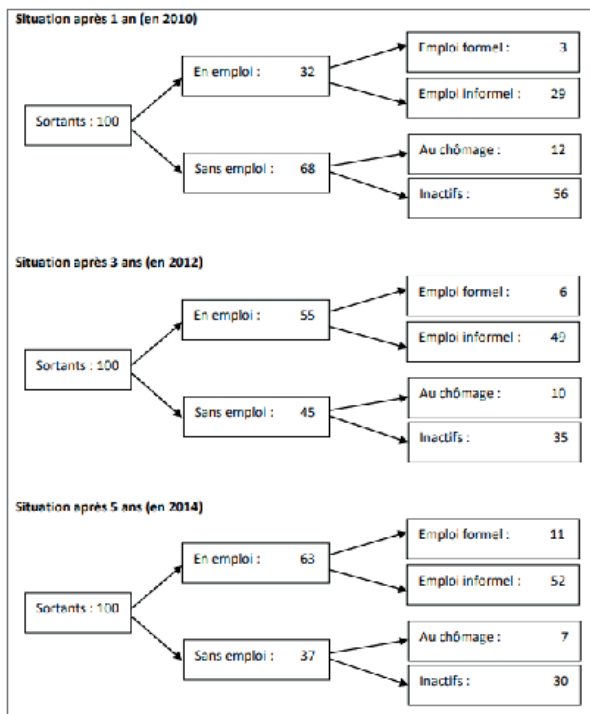 Situation après 1 an (en 2010)
Emploi formel : 3
En emploi : 32
Emploi Informel : 29
Sortants : 100
Au chômage : 12
Sans emploi : 68
Inactifs : 56
Situation après 3 ans (en 2012)
Emploi formel : 6
En emploi : 55
Emploi informel : 49
Sortants : 100
Au chômage : 10
Sans emploi : 45
Inactifs : 35
Situation après 5 ans (en 2014)
Emploi formel : 11
En emploi : 63
Emploi informel : 52
Sortants : 100
Au chômage : 7
Sans emploi : 37
Inactifs : 30